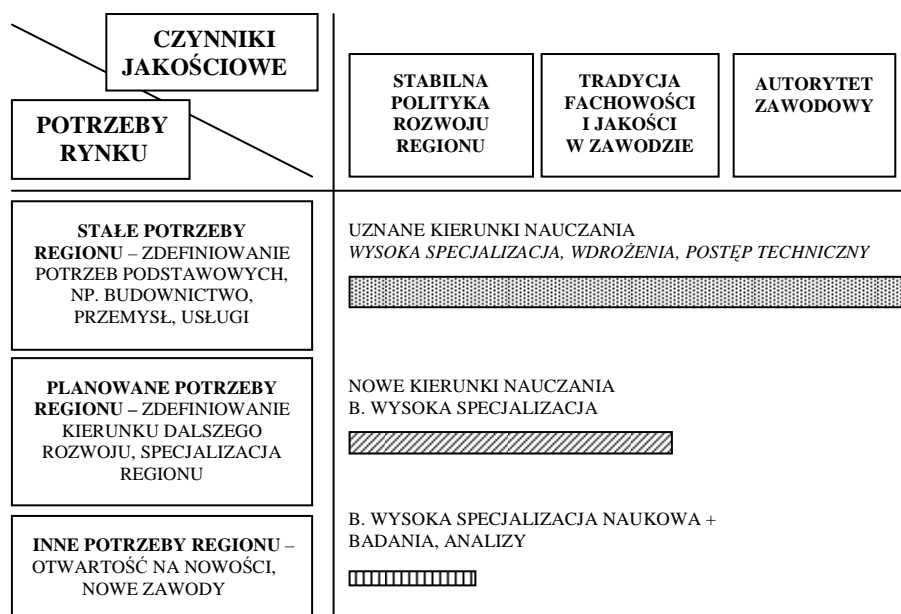 CZYNNIKI
JAKOŚCIOWE
POTRZEBY
RYNKU
STABILNA
POLITYKA
ROZWOJU
REGIONU
TRADYCJA
FACHOWOŚCI
I JAKOŚCI
W ZAWODZIE
AUTORYTET
ZAWODOWY
STAŁE POTRZEBY
REGIONU – ZDEFINIOWANIE
POTRZEB PODSTAWOWYCH,
NP. BUDOWNICTWO,
PRZEMYSŁ, USŁUGI
UZNANE KIERUNKI NAUCZANIA
WYSOKA SPECJALIZACJA, WDROŻENIA, POSTĘP TECHNICZNY
PLANOWANE POTRZEBY
REGIONU – ZDEFINIOWANIE
KIERUNKU DALSZEGO
ROZWOJU, SPECJALIZACJA
REGIONU
NOWE KIERUNKI NAUCZANIA
B. WYSOKA SPECJALIZACJA
INNE POTRZEBY REGIONU –
OTWARTOŚĆ NA NOWOŚCI,
NOWE ZAWODY
B. WYSOKA SPECJALIZACJA NAUKOWA +
BADANIA, ANALIZY